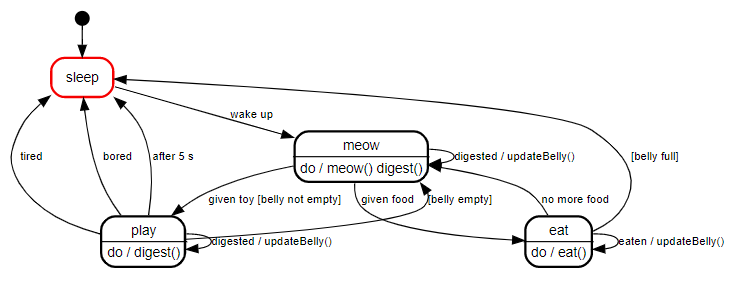 sleep
wake up
meow
do / meow() digest()
digested / updateBelly()
[belly full]
tired
bored
after 5 s
given toy [belly not empty]
given food
[belly empty]
no more food
play
do / digest()
digested / updateBelly()
eat
do / eat()
eaten / updateBelly()